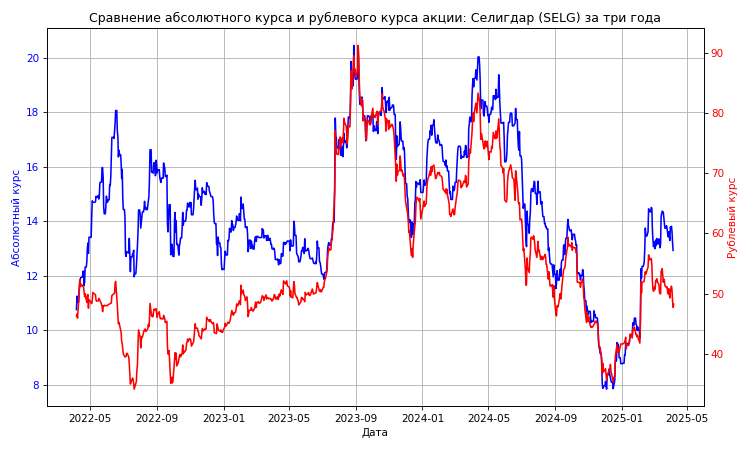 Сравнение абсолютного курса и рублевого курса акции: Селигдар (SELG) за три года
Абсолютный курс
20
18
16
14
12
10
8
90
80
70
60
50
40
Рублевый курс
2022-05 2022-09 2023-01 2023-05 2023-09 2024-01 2024-05 2024-09 2025-01 2025-05
Дата